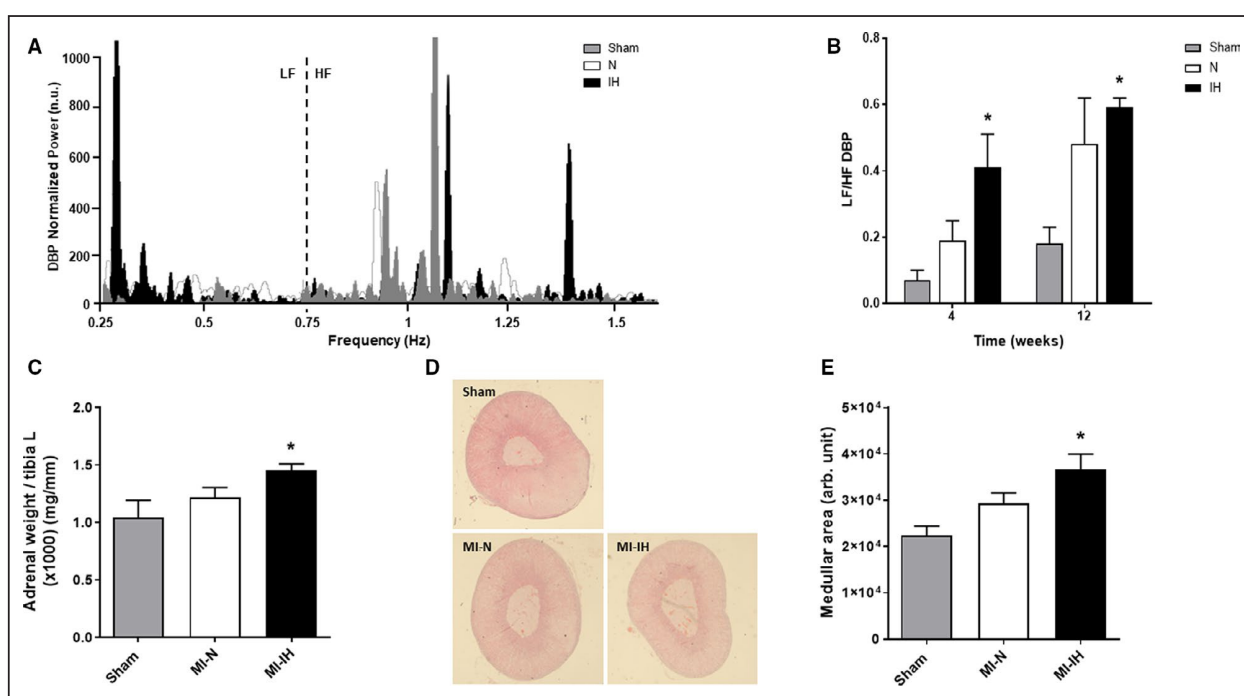 A
DBP Normalized Power (n.u.)
1000
800
600
400
200
0
LF
HF
Sham
N
IH
0.25
0.5
0.75
1
1.25
1.5
Frequency (Hz)
B
LF/HF DBP
0.8
0.6
0.4
0.2
0.0
*
*
Sham
N
IH
4
12
Time (weeks)
C
Adrenal weight / tibia L
(x1000) (mg/mm)
2.0
1.5
1.0
0.5
0.0
*
Sham
MI-N
MI-IH
D
Sham
MI-N
MI-IH
E
Medullar area (arb. unit)
5×10⁴
4×10⁴
3×10⁴
2×10⁴
1×10⁴
0
*
Sham
MI-N
MI-IH